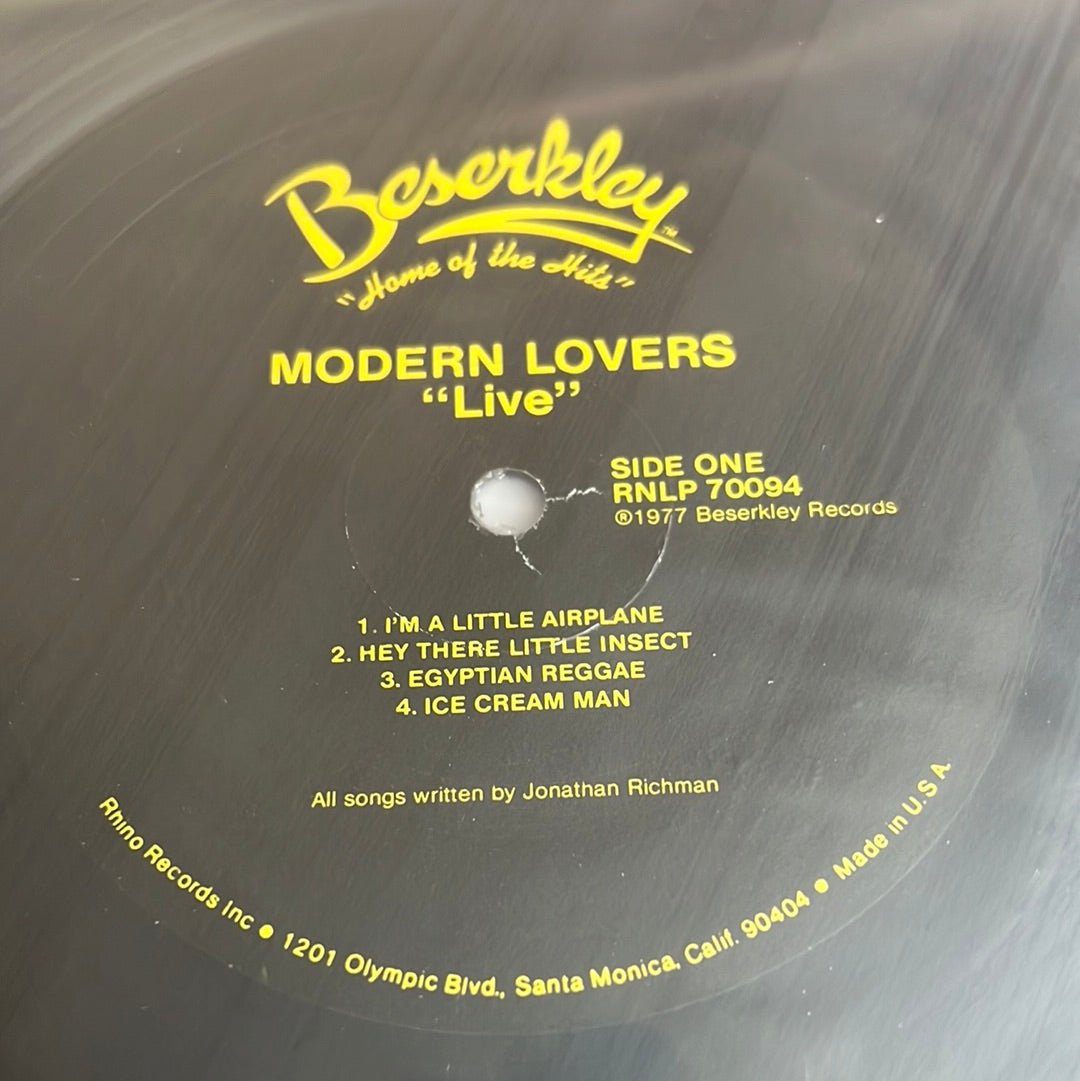 Beserkley™
"Home of the Hits"
MODERN LOVERS
"Live"
SIDE ONE
RNLP 70094
®1977 Beserkley Records
1. I'M A LITTLE AIRPLANE
2. HEY THERE LITTLE INSECT
3. EGYPTIAN REGGAE
4. ICE CREAM MAN
All songs written by Jonathan Richman
Rhino Records Inc ● 1201 Olympic Blvd., Santa Monica, Calif. 90404 ● Made in U.S A.